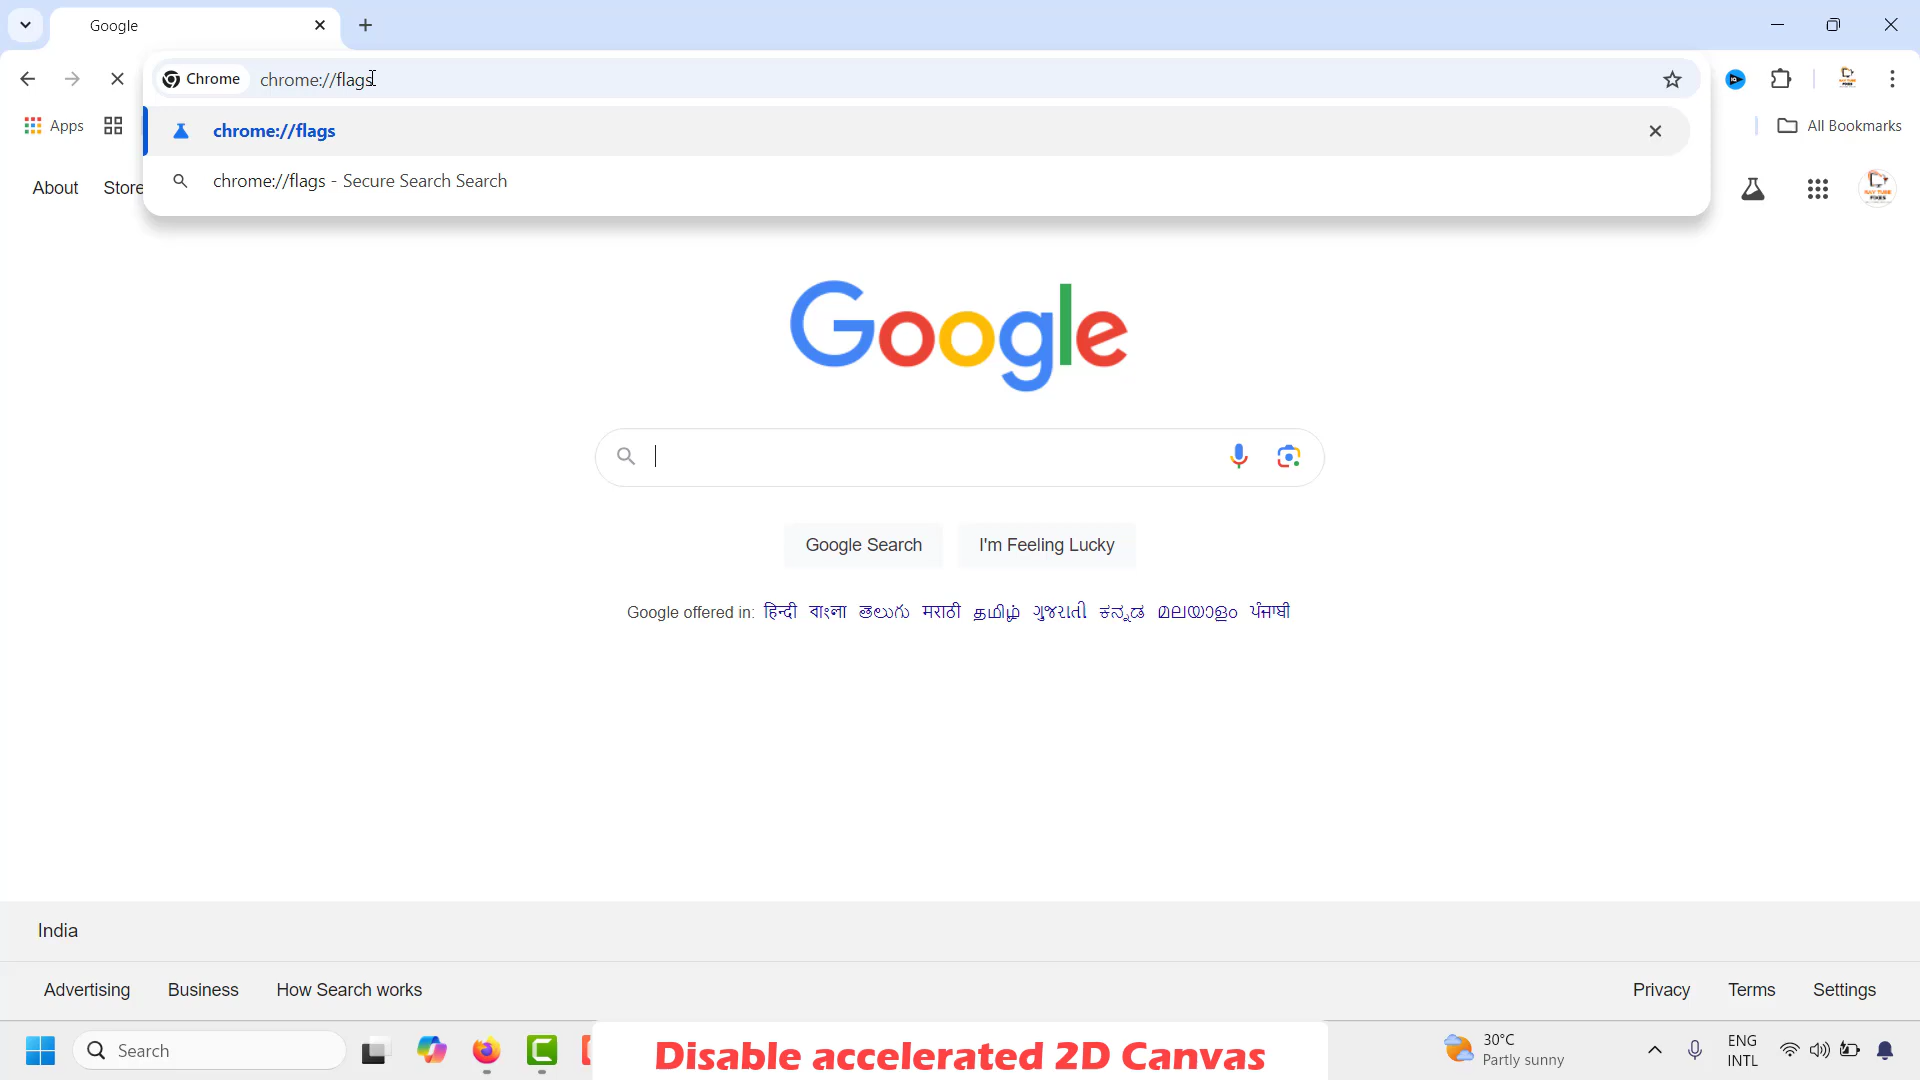 Google
Chrome
chrome://flags
chrome://flags
chrome://flags - Secure Search Search
Apps
All Bookmarks
About
Store
Google
Google Search
I'm Feeling Lucky
Google offered in: हिन्दी বাংলা తెలుగు मराठी தமிழ் ગુજરાતી ಕನ್ನಡ മലയാളം ਪੰਜਾਬੀ
India
Advertising
Business
How Search works
Privacy
Terms
Settings
Search
Disable accelerated 2D Canvas
30°C
Partly sunny
ENG
INTL